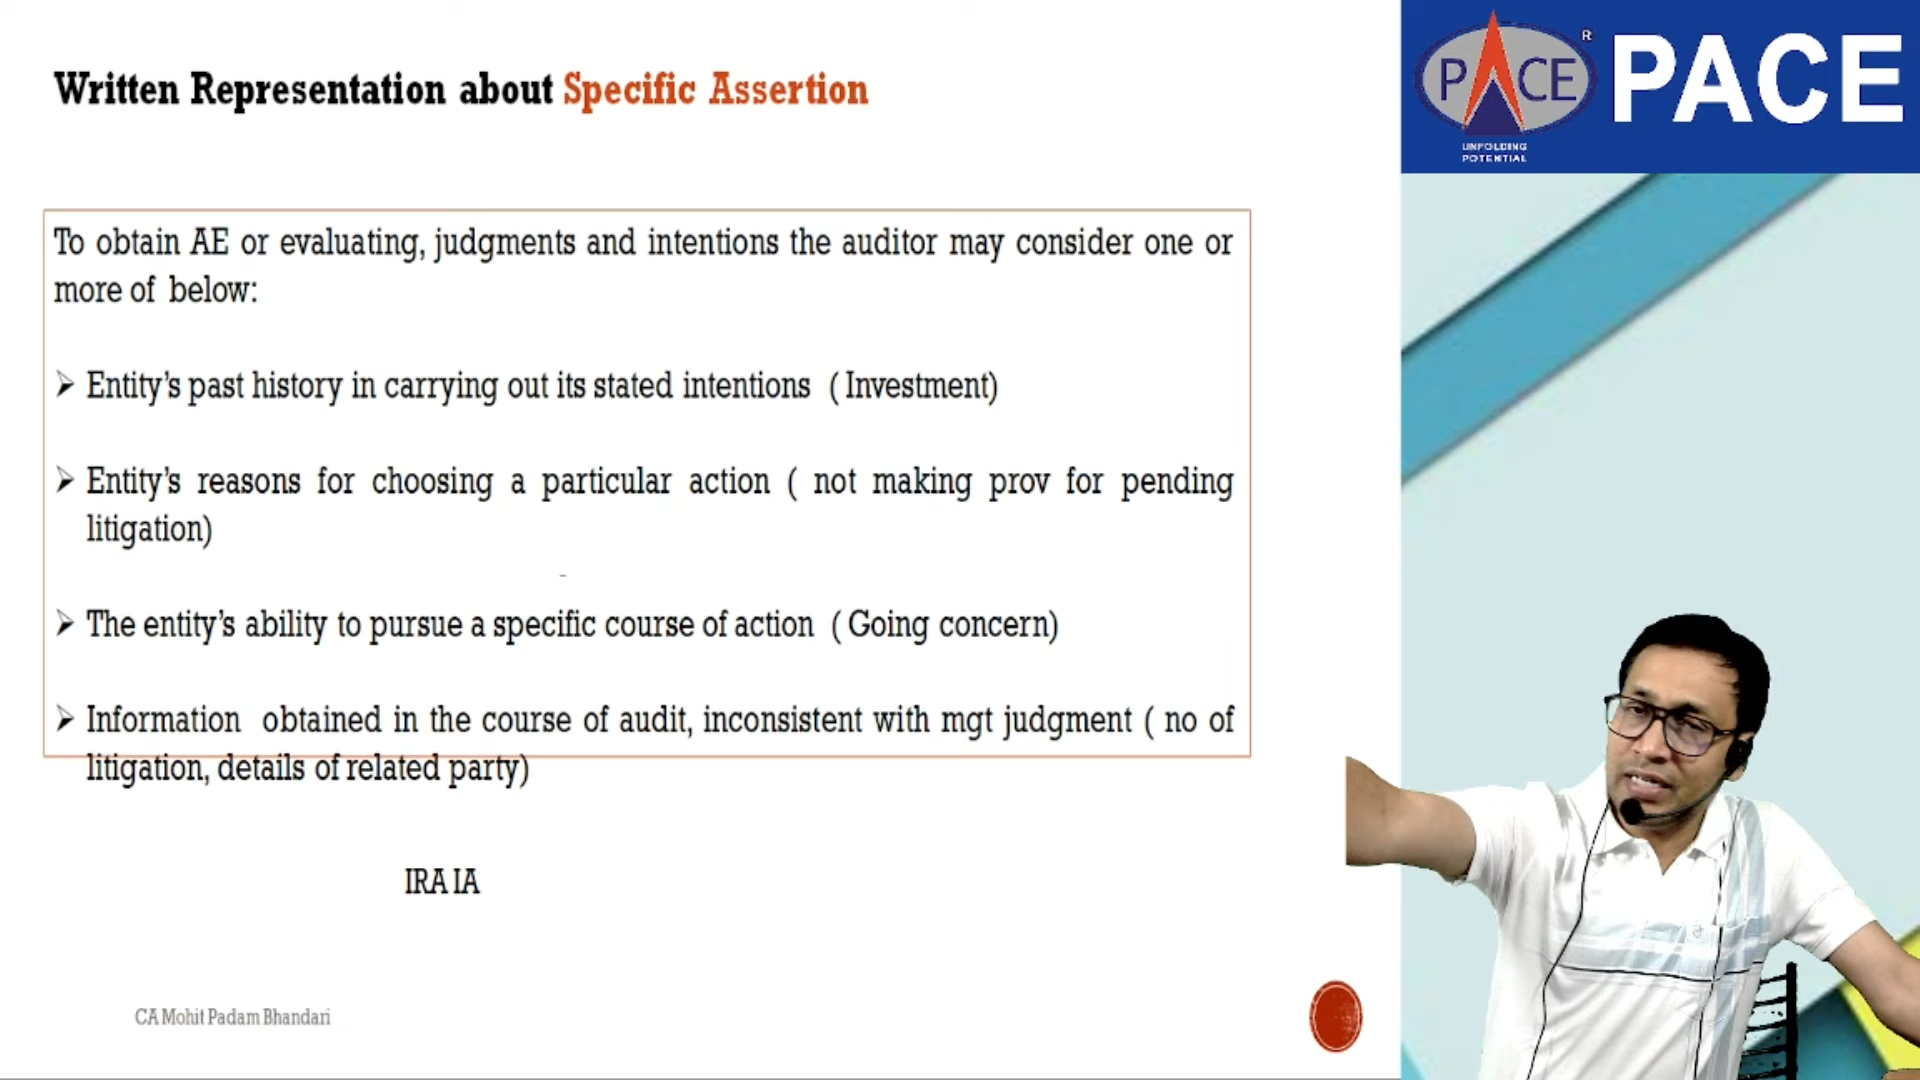 Written Representation about Specific Assertion
To obtain AE or evaluating, judgments and intentions the auditor may consider one or
more of below:
➢ Entity's past history in carrying out its stated intentions ( Investment)
➢ Entity's reasons for choosing a particular action ( not making prov for pending
litigation)
➢ The entity's ability to pursue a specific course of action ( Going concern)
➢ Information obtained in the course of audit, inconsistent with mgt judgment ( no of
litigation, details of related party)
IRA IA
CA Mohit Padam Bhandari
PACE ®
UNFOLDING
POTENTIAL
PACE